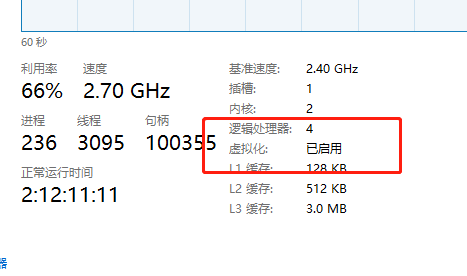 60 秒
利用率 速度
66% 2.70 GHz
进程 线程 句柄
236 3095 100355
正常运行时间
2:12:11:11
基准速度: 2.40 GHz
插槽: 1
内核: 2
逻辑处理器: 4
虚拟化: 已启用
L1 缓存: 128 KB
L2 缓存: 512 KB
L3 缓存: 3.0 MB
器